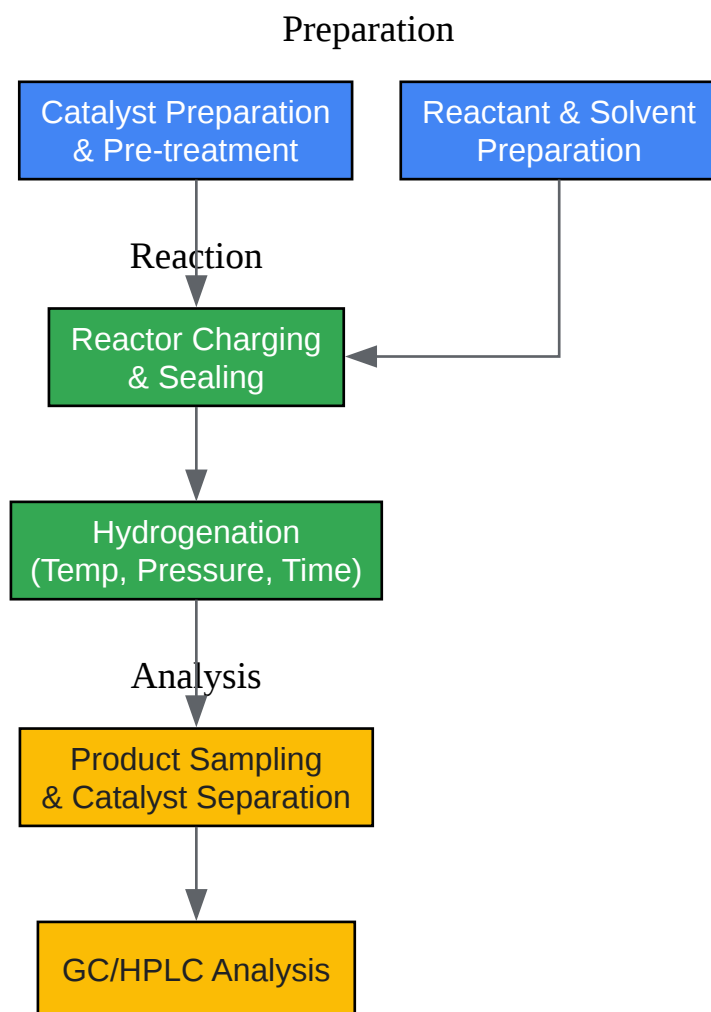 Preparation
Catalyst Preparation
& Pre-treatment
Reactant & Solvent
Preparation
Reaction
Reactor Charging
& Sealing
Hydrogenation
(Temp, Pressure, Time)
Analysis
Product Sampling
& Catalyst Separation
GC/HPLC Analysis